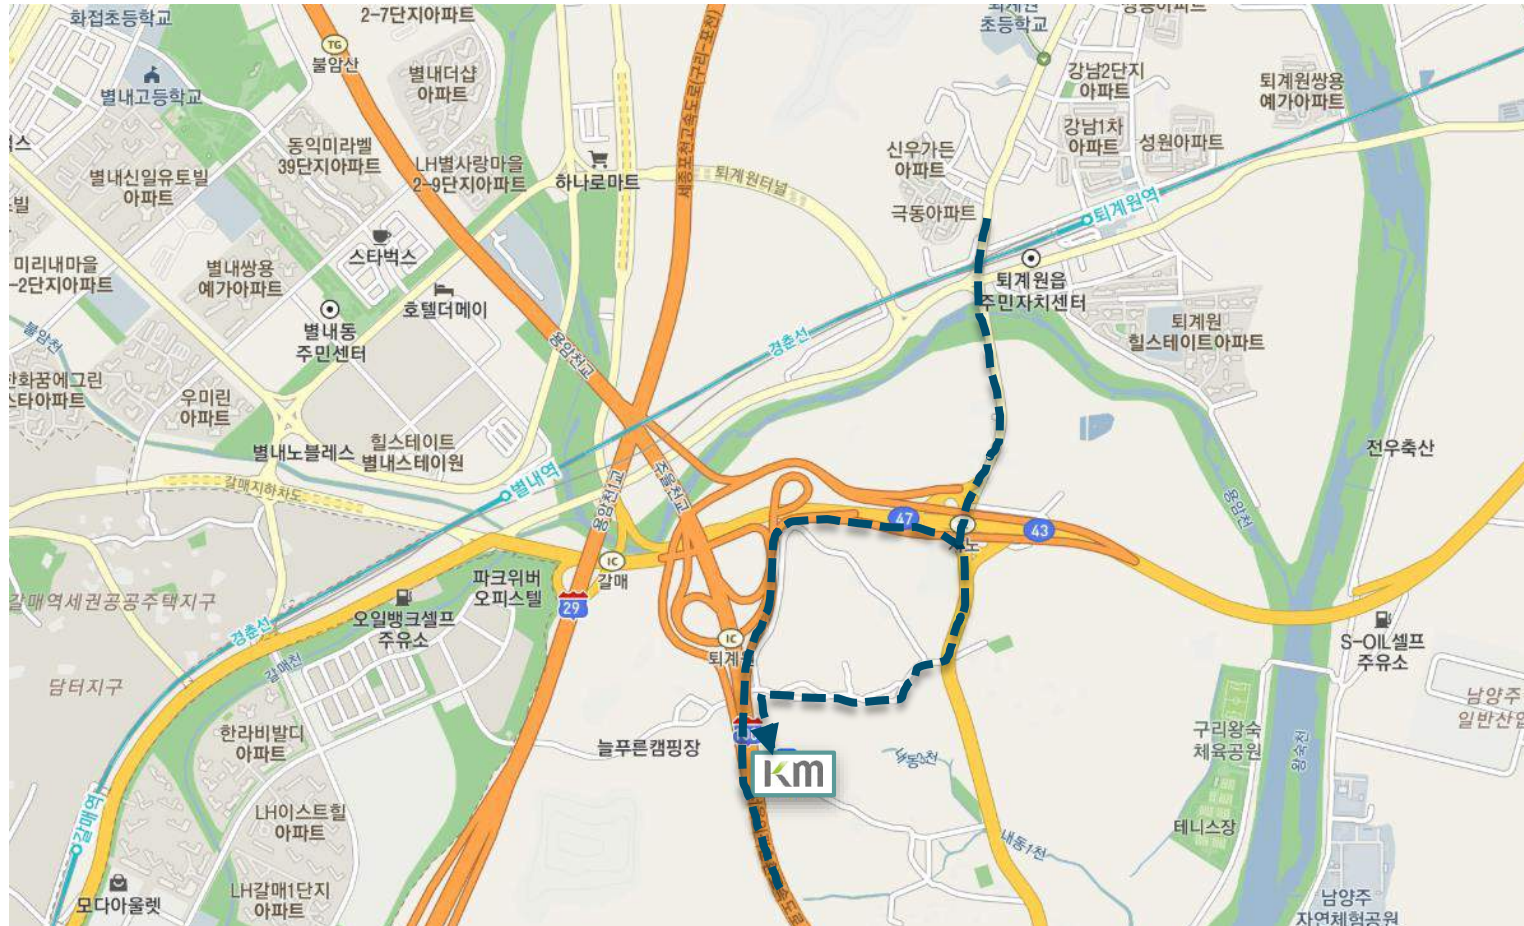 화접초등학교
2-7단지아파트
초등학교
TG
불암산
별내더샵
아파트
세종포천고속도로(구리-포천)
강남2단지
아파트
퇴계원쌍용
예가아파트
별내고등학교
동익미라벨
39단지아파트
LH별사랑마을
2-9단지아파트
하나로마트
퇴계원터널
신우가든
아파트
강남1차
아파트
성원아파트
별내신일유토빌
아파트
극동아파트
퇴계원역
스타벅스
미리내마을
-2단지아파트
별내쌍용
예가아파트
호텔더메이
퇴계원읍
주민자치센터
불암천
별내동
주민센터
용암천교
경춘선
퇴계원
힐스테이트아파트
우미린
아파트
별내노블레스
힐스테이트
별내스테이원
전우축산
갈매지하차도
별내역
용암천1교
주을천교
용암천
47
43
IC
갈매
파크위버
오피스텔
29
갈매역세권공공주택지구
경춘선
오일뱅크셀프
주유소
IC
S-OIL셀프
주유소
갈매천
담터지구
한라비발디
아파트
늘푸른캠핑장
구리왕숙
체육공원
왕숙천
남양주
일반산업
Km
갈매역
LH이스트힐
아파트
테니스장
내동1천
모다아울렛
LH갈매1단지
아파트
남양주
자연체험공원